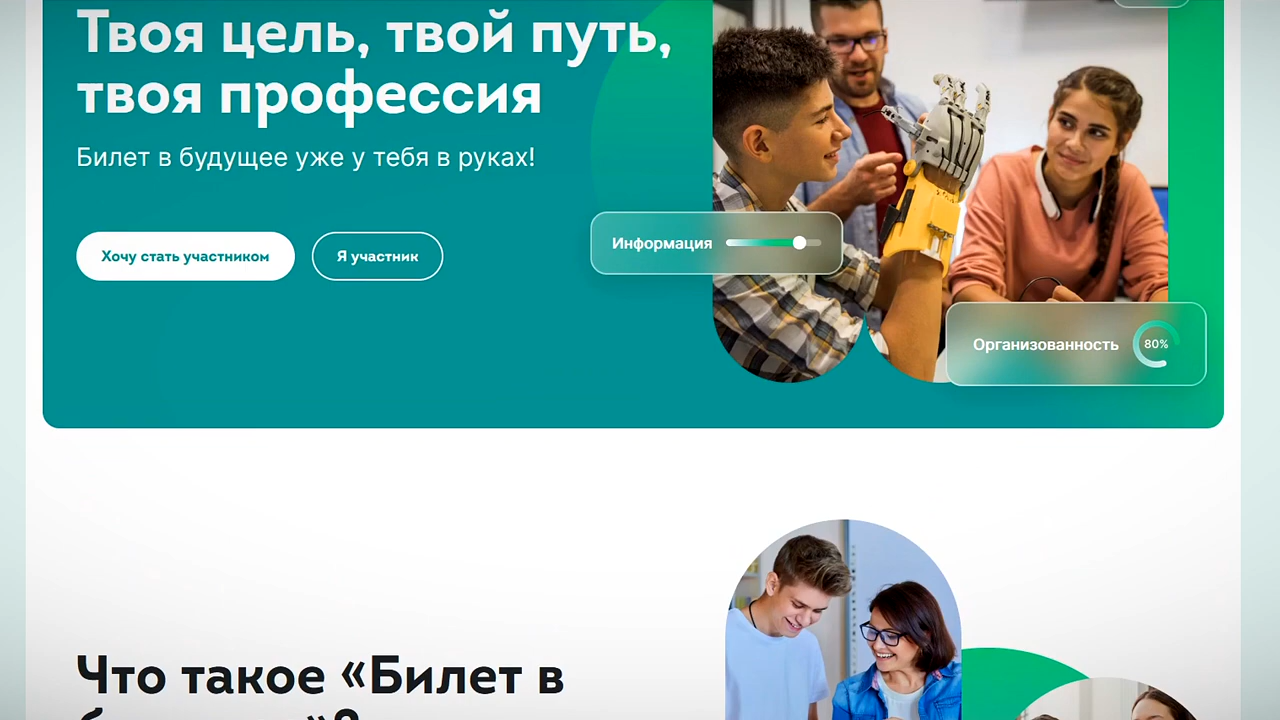 Твоя цель, твой путь,
твоя профессия
Билет в будущее уже у тебя в руках!
Хочу стать участником
Я участник
Информация
Организованность
80%
Что такое «Билет в